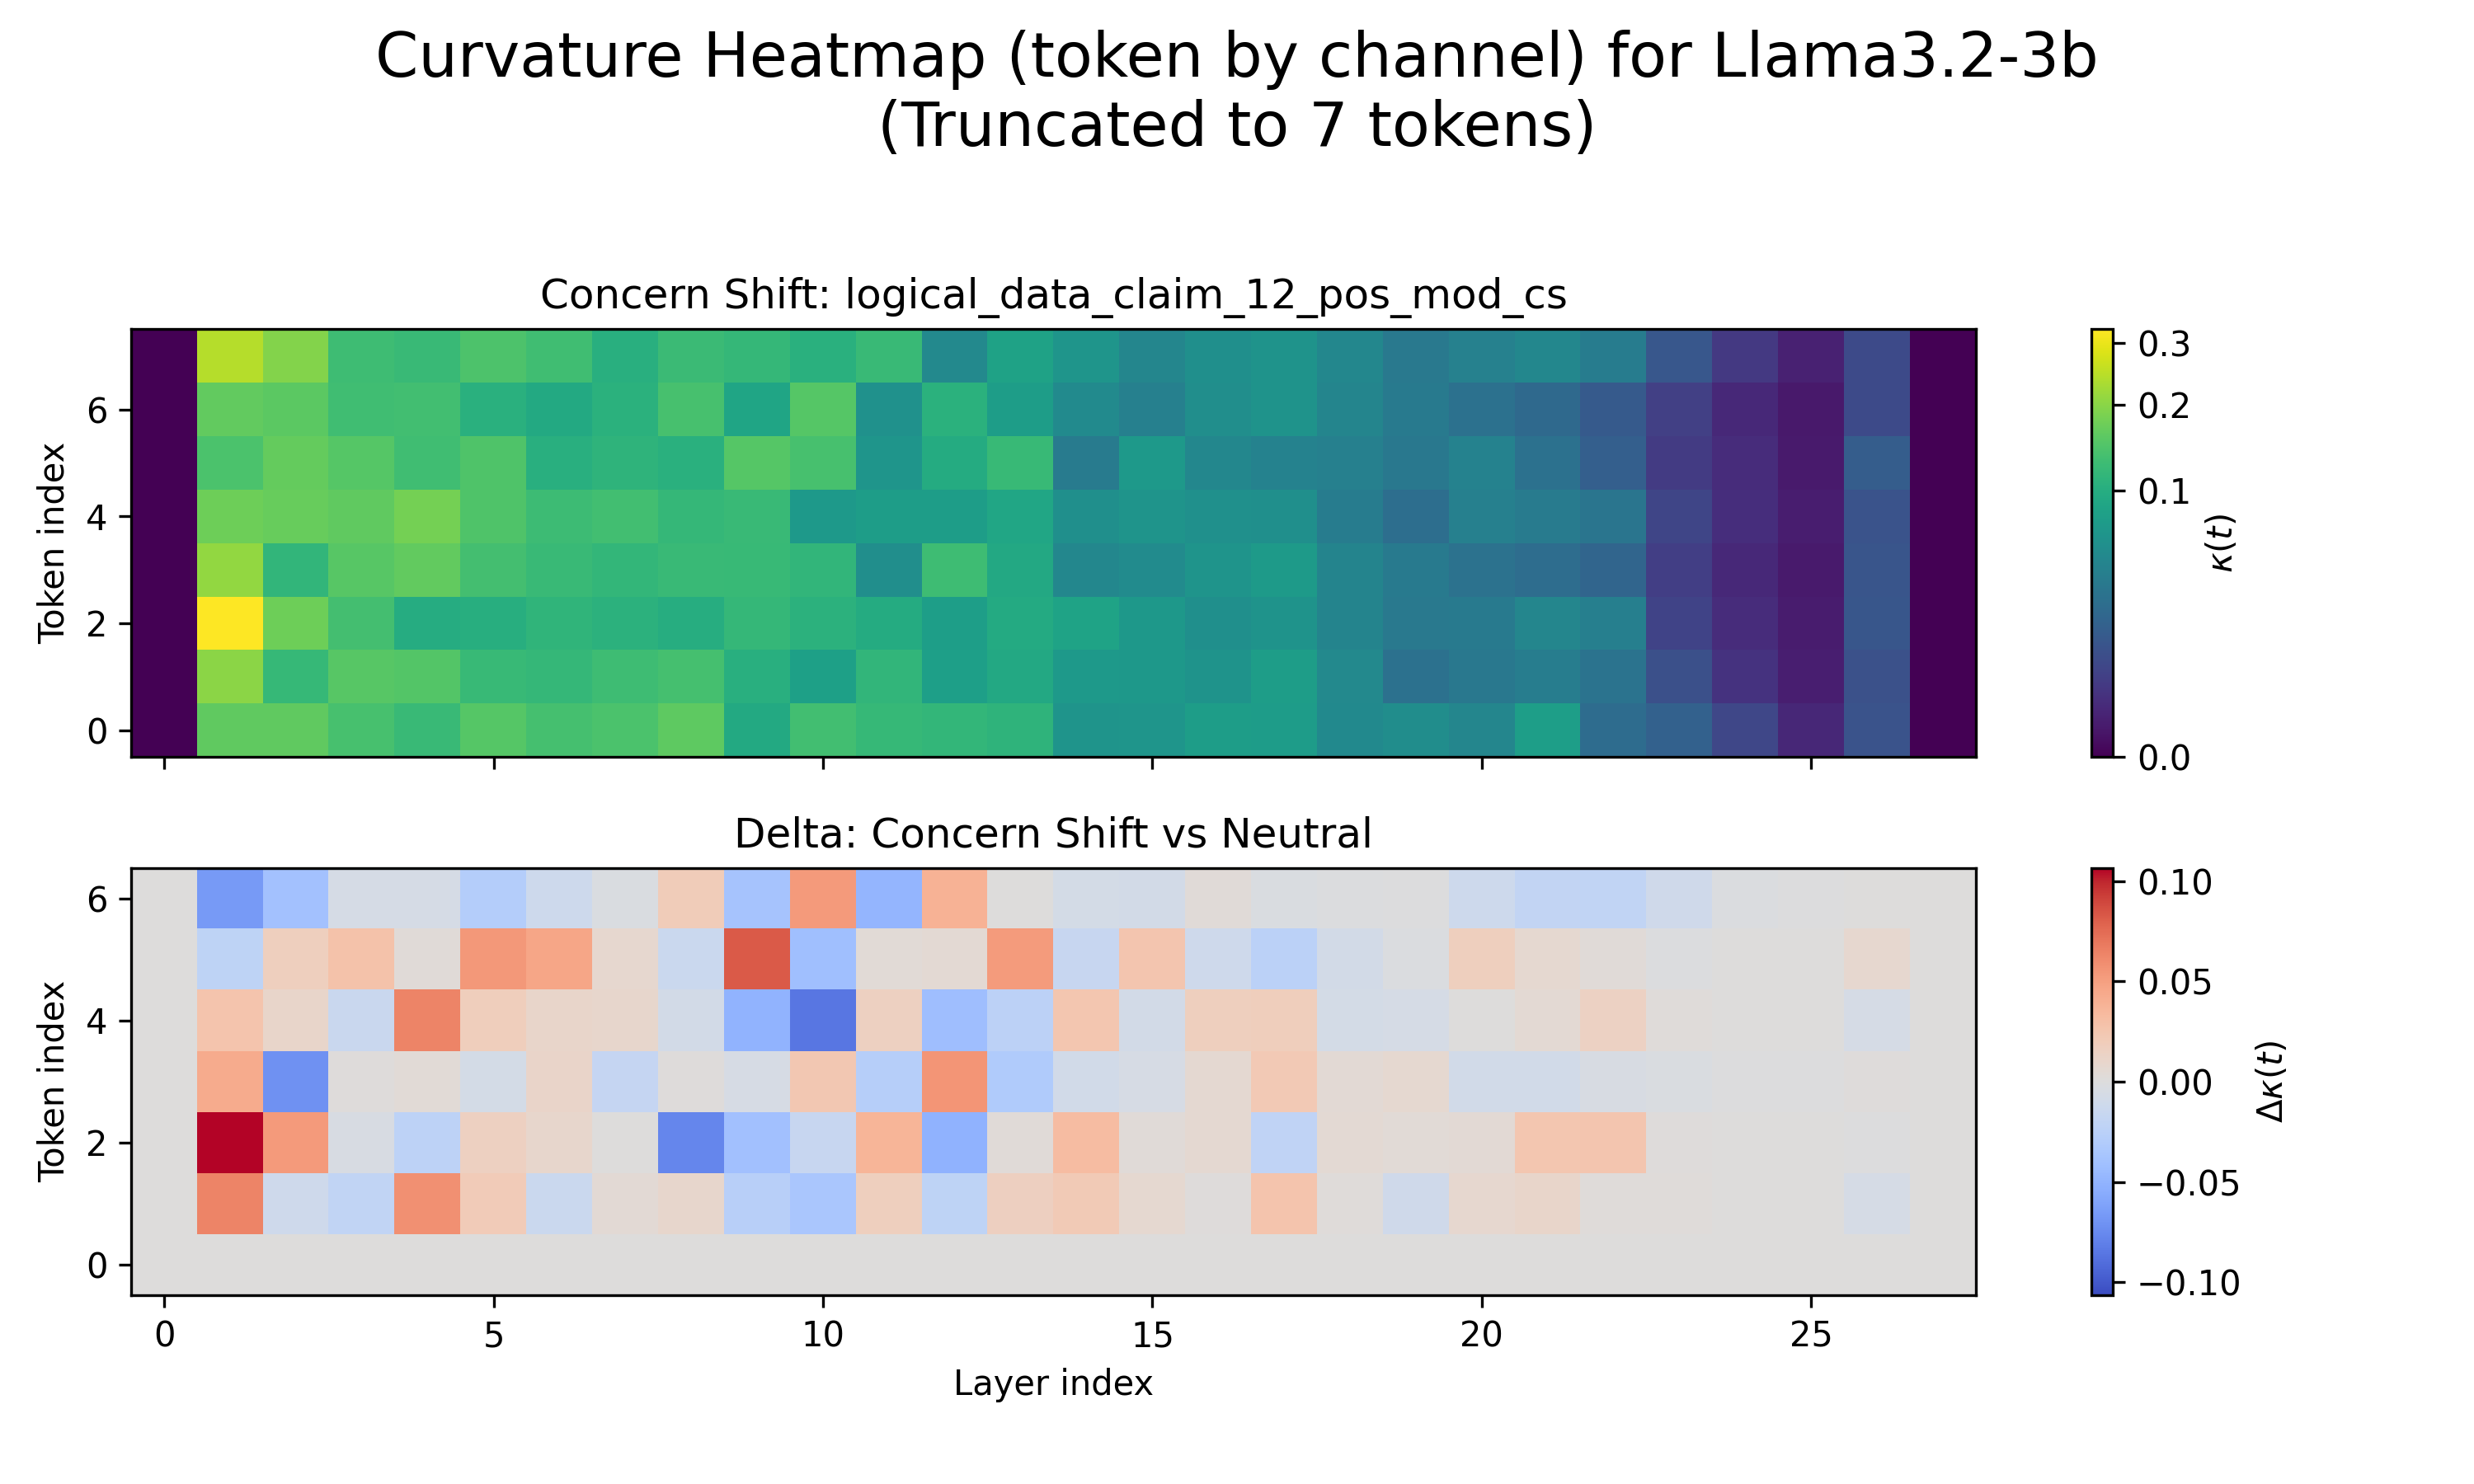 Curvature Heatmap (token by channel) for Llama3.2-3b
(Truncated to 7 tokens)
Concern Shift: logical_data_claim_12_pos_mod_cs
Token index
6
4
2
0
0.3
0.2
0.1
0.0
κ(t)
Delta: Concern Shift vs Neutral
Token index
6
4
2
0
0
5
10
15
20
25
Layer index
0.10
0.05
0.00
−0.05
−0.10
Δκ(t)